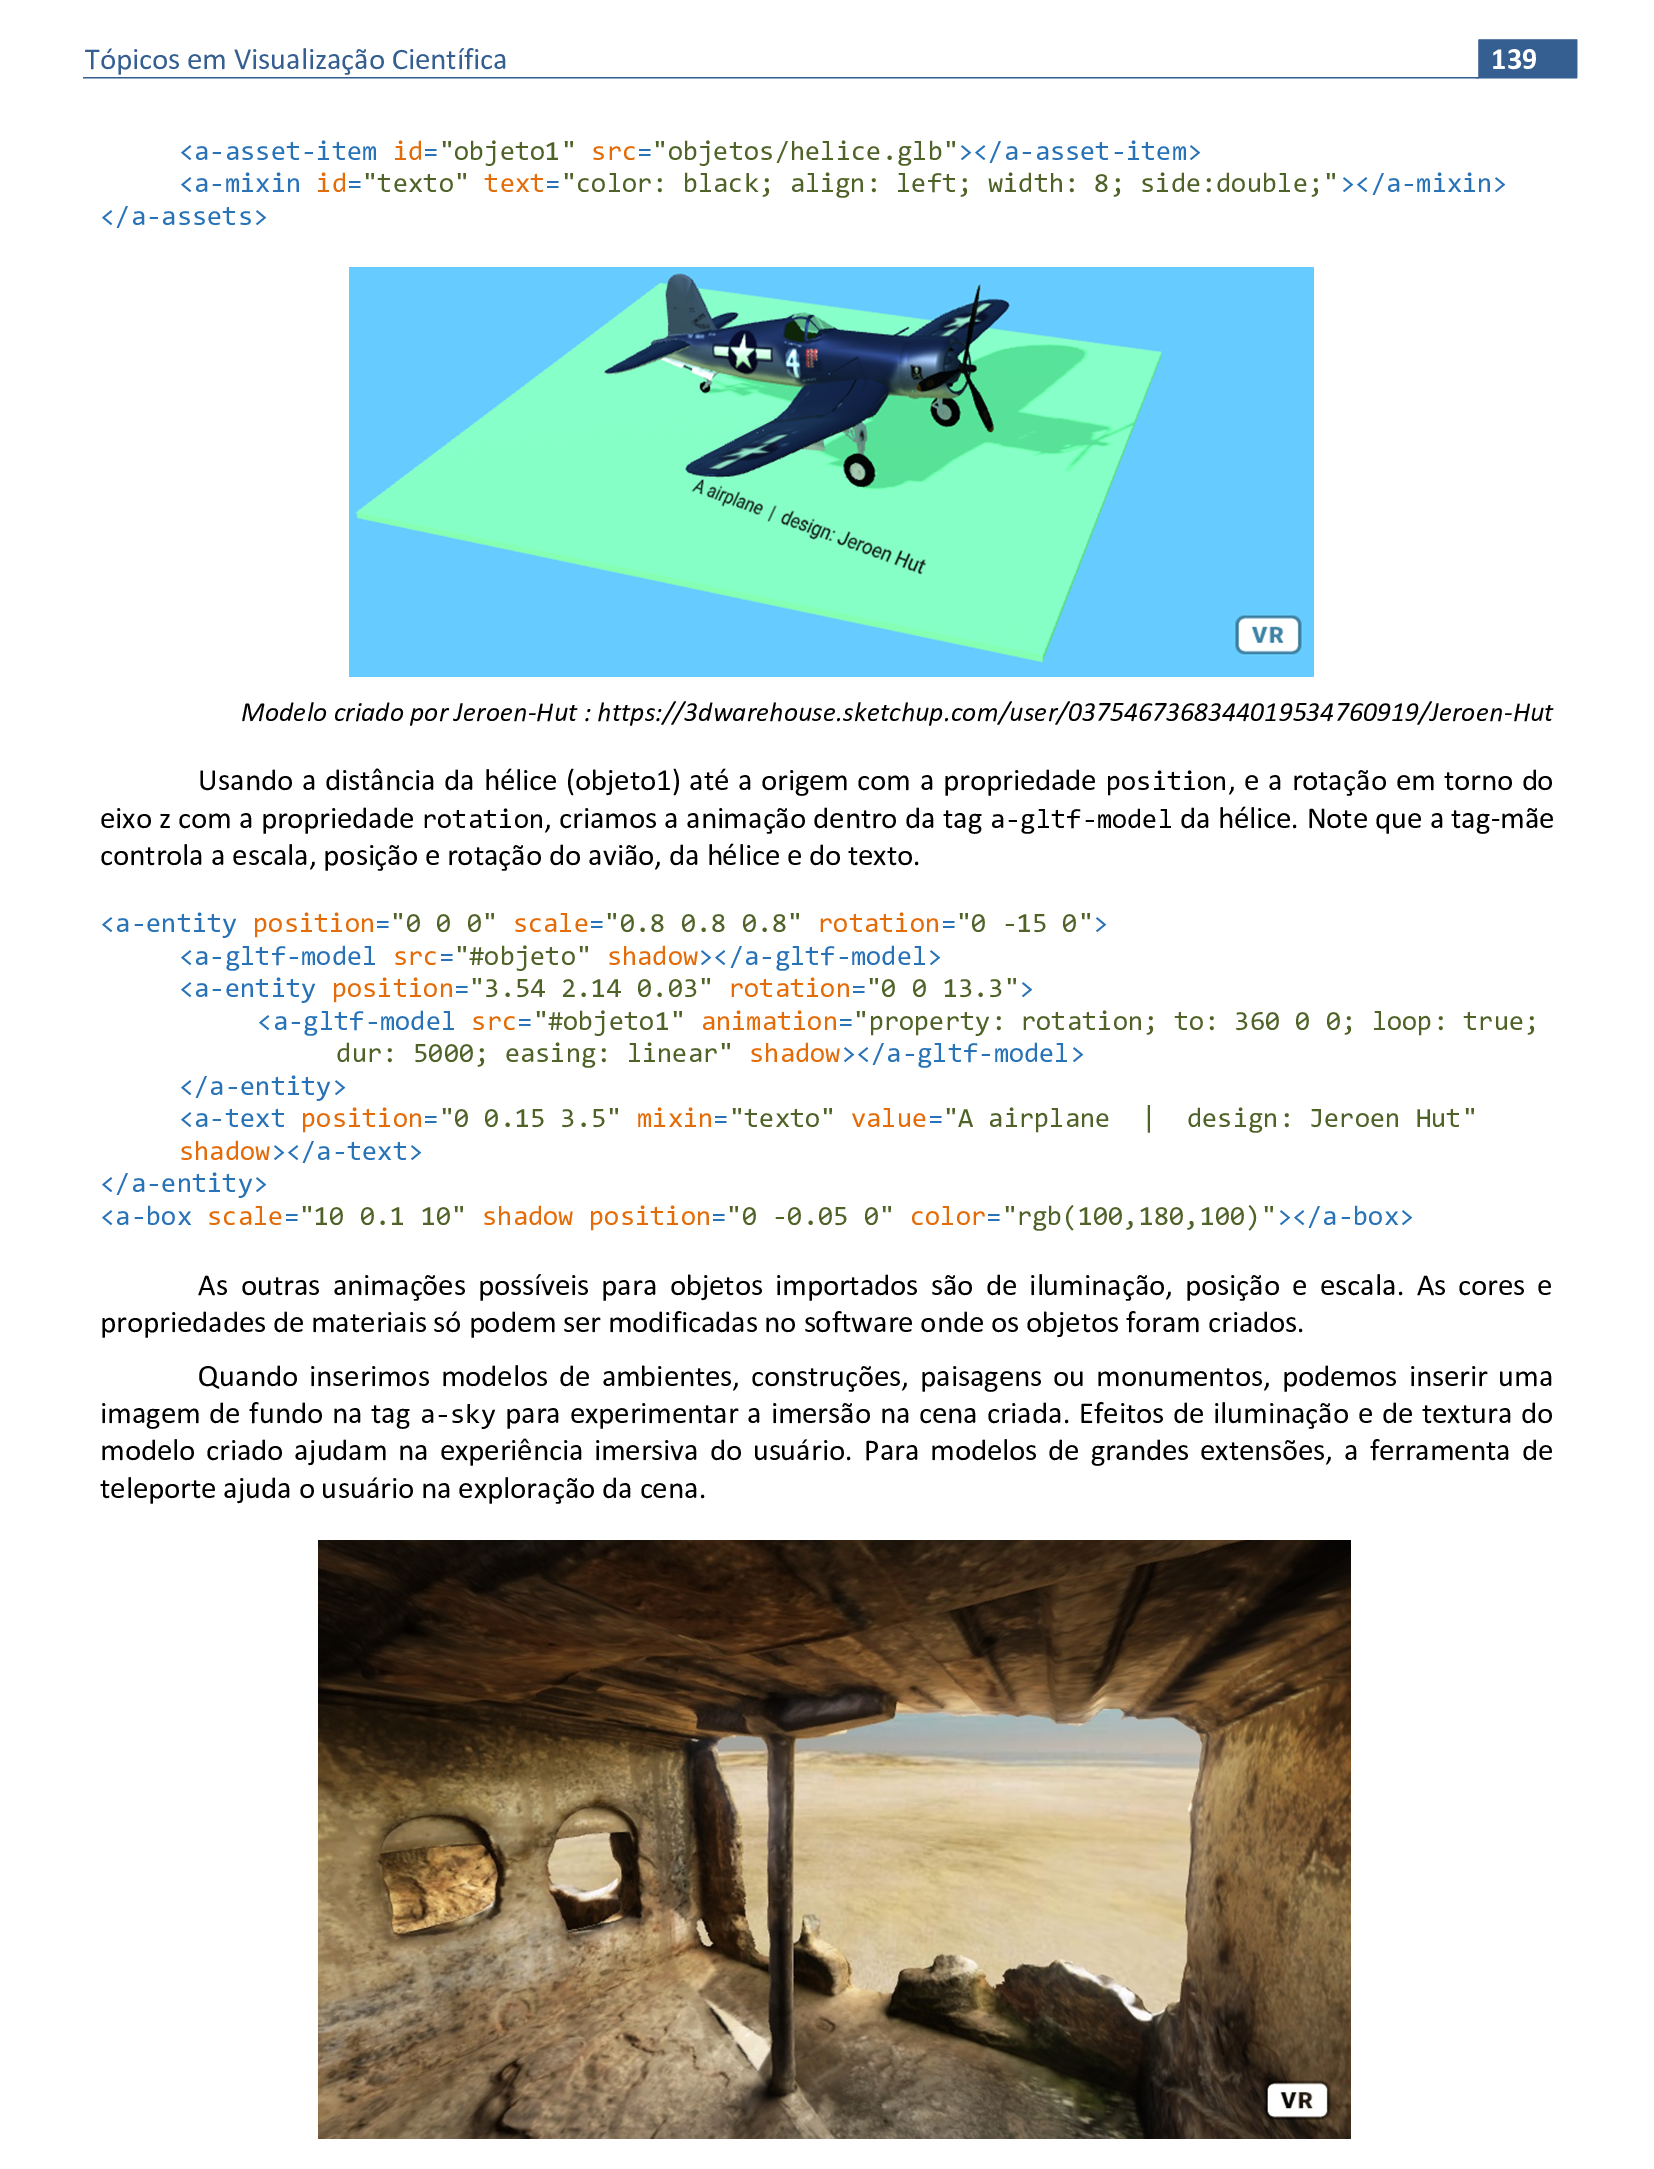 Tópicos em Visualização Científica
139
<a-asset-item id="objeto1" src="objetos/helice.glb"></a-asset-item>
<a-mixin id="texto" text="color: black; align: left; width: 8; side:double;"></a-mixin>
</a-assets>
4
A airplane | design: Jeroen Hut
VR
Modelo criado por Jeroen-Hut : https://3dwarehouse.sketchup.com/user/0375467368344019534760919/Jeroen-Hut
Usando a distância da hélice (objeto1) até a origem com a propriedade position, e a rotação em torno do
eixo z com a propriedade rotation, criamos a animação dentro da tag a-gltf-model da hélice. Note que a tag-mãe
controla a escala, posição e rotação do avião, da hélice e do texto.
<a-entity position="0 0 0" scale="0.8 0.8 0.8" rotation="0 -15 0">
<a-gltf-model src="#objeto" shadow></a-gltf-model>
<a-entity position="3.54 2.14 0.03" rotation="0 0 13.3">
<a-gltf-model src="#objeto1" animation="property: rotation; to: 360 0 0; loop: true;
dur: 5000; easing: linear" shadow></a-gltf-model>
</a-entity>
<a-text position="0 0.15 3.5" mixin="texto" value="A airplane | design: Jeroen Hut"
shadow></a-text>
</a-entity>
<a-box scale="10 0.1 10" shadow position="0 -0.05 0" color="rgb(100,180,100)"></a-box>
As outras animações possíveis para objetos importados são de iluminação, posição e escala. As cores e
propriedades de materiais só podem ser modificadas no software onde os objetos foram criados.
Quando inserimos modelos de ambientes, construções, paisagens ou monumentos, podemos inserir uma
imagem de fundo na tag a-sky para experimentar a imersão na cena criada. Efeitos de iluminação e de textura do
modelo criado ajudam na experiência imersiva do usuário. Para modelos de grandes extensões, a ferramenta de
teleporte ajuda o usuário na exploração da cena.
VR